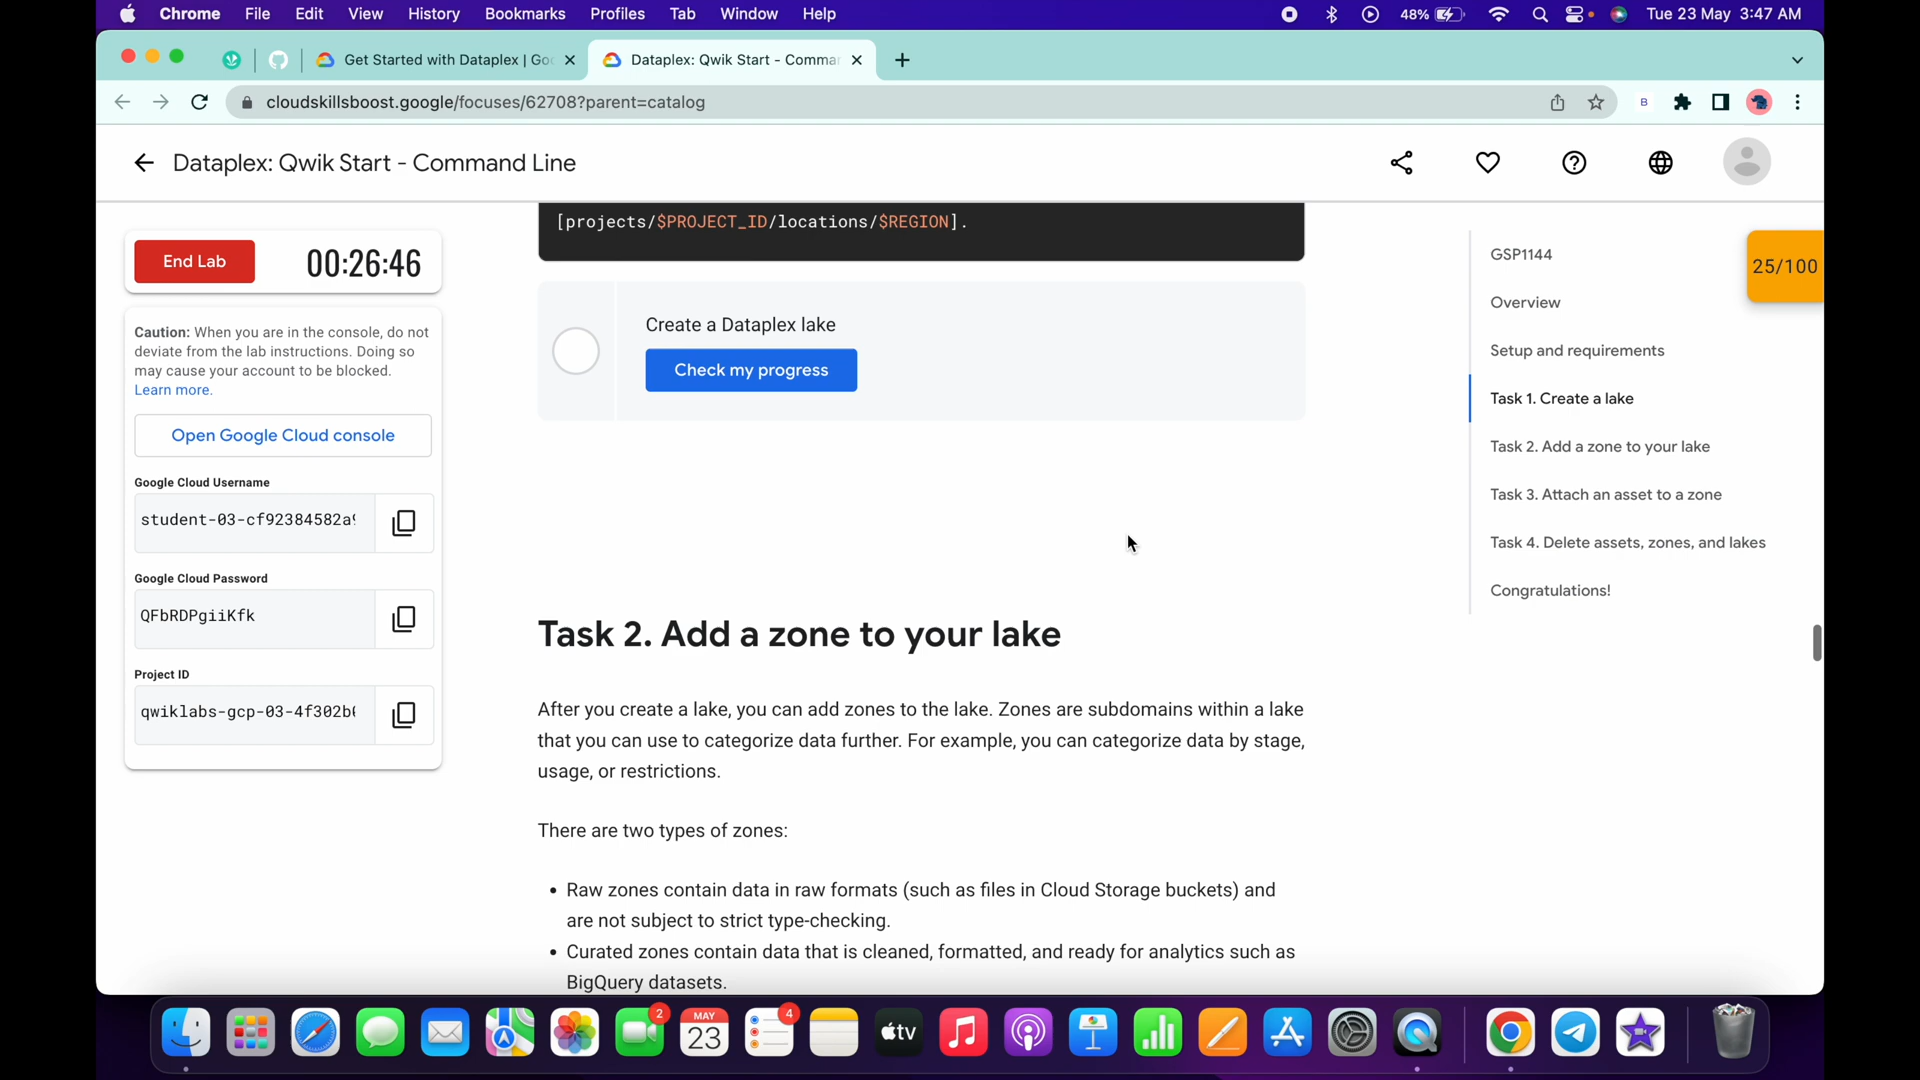 Chrome File Edit View History Bookmarks Profiles Tab Window Help 48% Tue 23 May 3:47 AM
Get Started with Dataplex | Goo
Dataplex: Qwik Start - Comman
cloudskillsboost.google/focuses/62708?parent=catalog
B
Dataplex: Qwik Start - Command Line
End Lab
00:26:46
Caution: When you are in the console, do not
deviate from the lab instructions. Doing so
may cause your account to be blocked.
Learn more.
Open Google Cloud console
Google Cloud Username
student-03-cf92384582a9
Google Cloud Password
QFbRDPgiiKfk
Project ID
qwiklabs-gcp-03-4f302b
[projects/$PROJECT_ID/locations/$REGION].
Create a Dataplex lake
Check my progress
Task 2. Add a zone to your lake
After you create a lake, you can add zones to the lake. Zones are subdomains within a lake
that you can use to categorize data further. For example, you can categorize data by stage,
usage, or restrictions.
There are two types of zones:
• Raw zones contain data in raw formats (such as files in Cloud Storage buckets) and
are not subject to strict type-checking.
• Curated zones contain data that is cleaned, formatted, and ready for analytics such as
BigQuery datasets.
GSP1144
Overview
Setup and requirements
Task 1. Create a lake
Task 2. Add a zone to your lake
Task 3. Attach an asset to a zone
Task 4. Delete assets, zones, and lakes
Congratulations!
25/100
2
MAY
23
4
tv